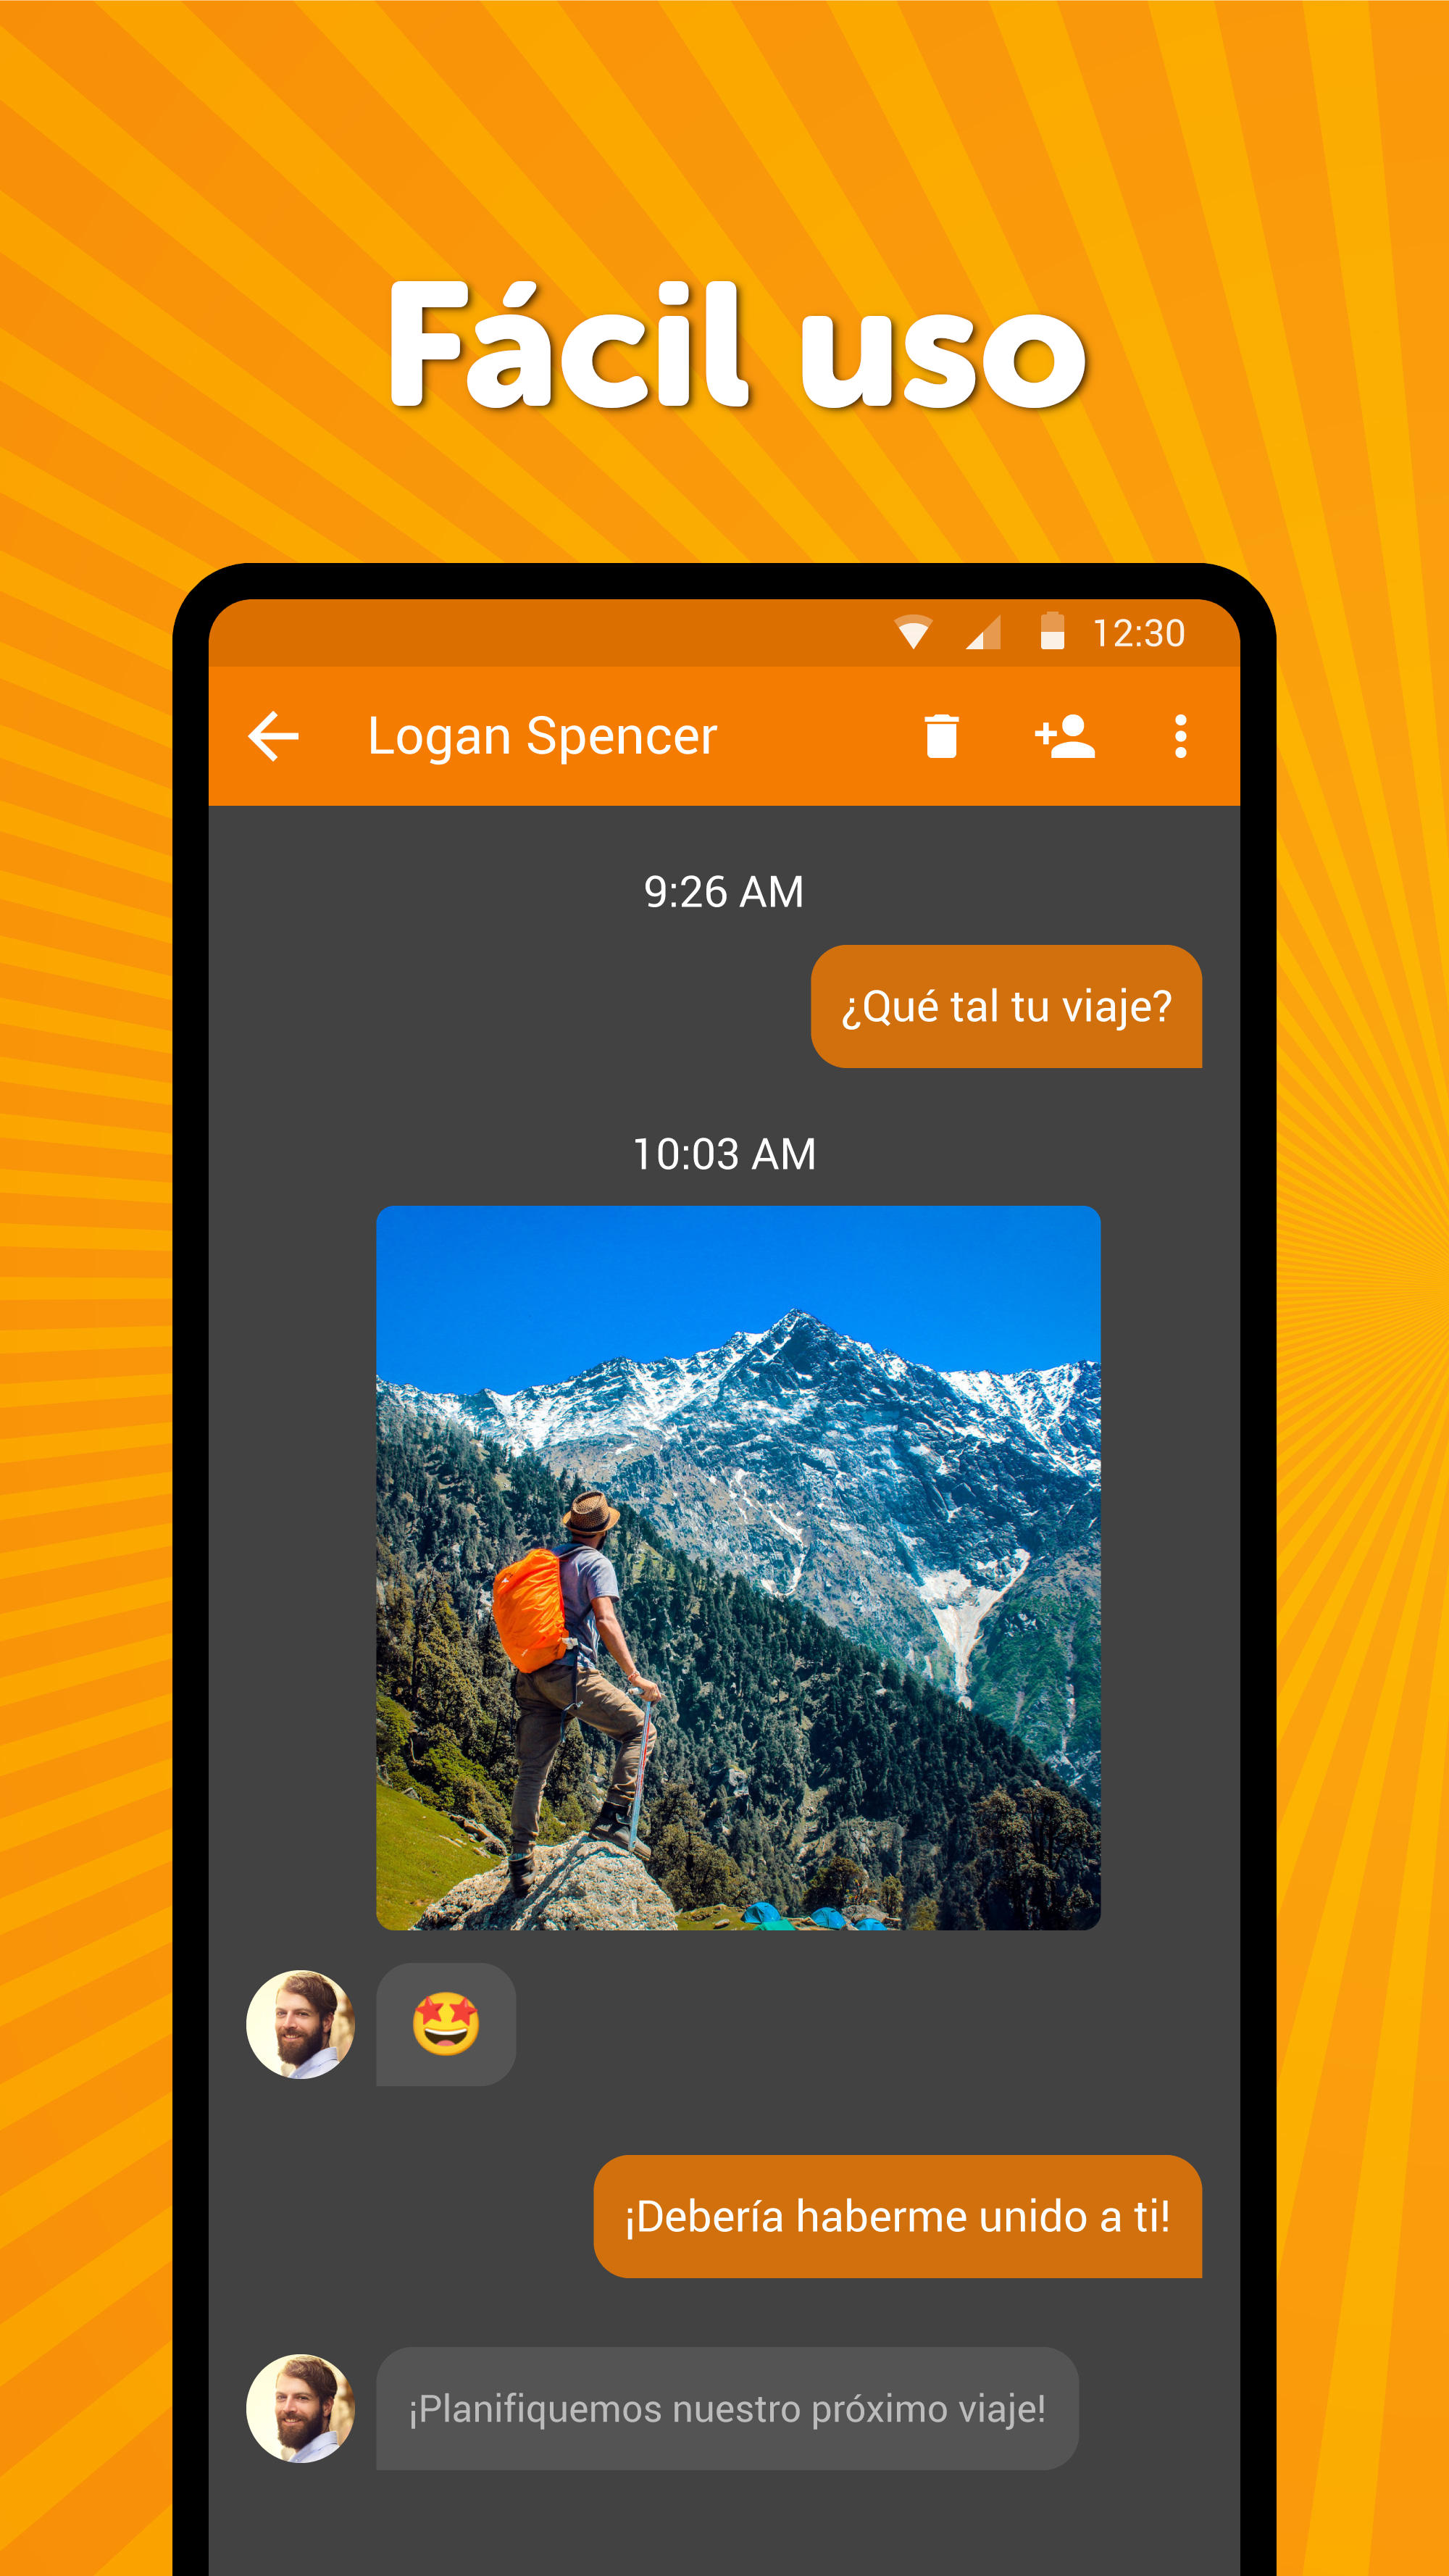 Fácil uso
12:30
Logan Spencer
9:26 AM
¿Qué tal tu viaje?
10:03 AM
¡Debería haberme unido a ti!
¡Planifiquemos nuestro próximo viaje!